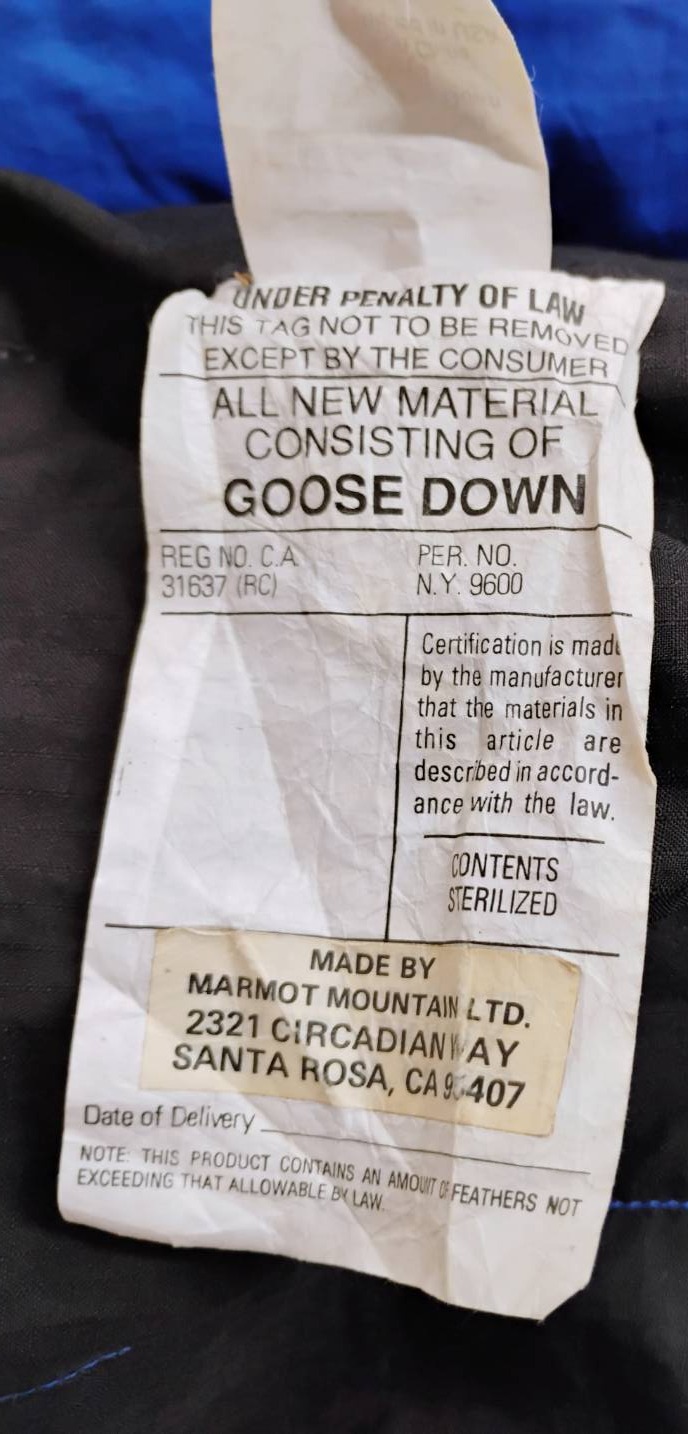 UNDER PENALTY OF LAW
THIS TAG NOT TO BE REMOVED
EXCEPT BY THE CONSUMER
ALL NEW MATERIAL
CONSISTING OF
GOOSE DOWN
REG NO. C.A.
31637 (RC)
PER. NO.
N.Y. 9600
Certification is made
by the manufacturer
that the materials in
this article are
described in accord-
ance with the law.
CONTENTS
STERILIZED
MADE BY
MARMOT MOUNTAIN LTD.
2321 CIRCADIAN WAY
SANTA ROSA, CA 95407
Date of Delivery
NOTE: THIS PRODUCT CONTAINS AN AMOUNT OF FEATHERS NOT
EXCEEDING THAT ALLOWABLE BY LAW.